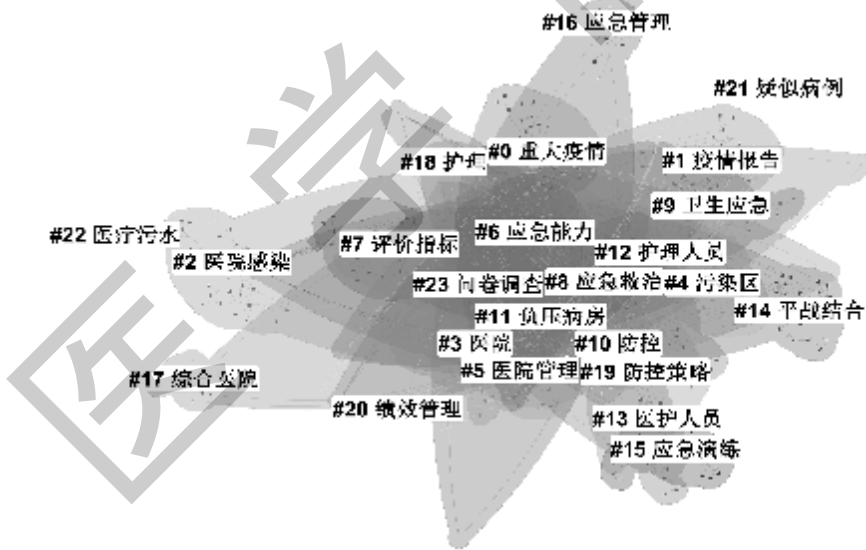 #16 应急管理
#21 疑似病例
#0 重大疫情
#18 护理
#1 疫情报告
#9 卫生应急
#22 医疗污水
#6 应急能力
#7 评价指标
#12 护理人员
#2 医院感染
#23 问卷调查
#8 应急救治
#4 污染区
#14 平战结合
#11 负压病房
#3 医院
#10 防控
#5 医院管理
#19 防控策略
#17 综合医院
#20 绩效管理
#13 医护人员
#15 应急演练
医学